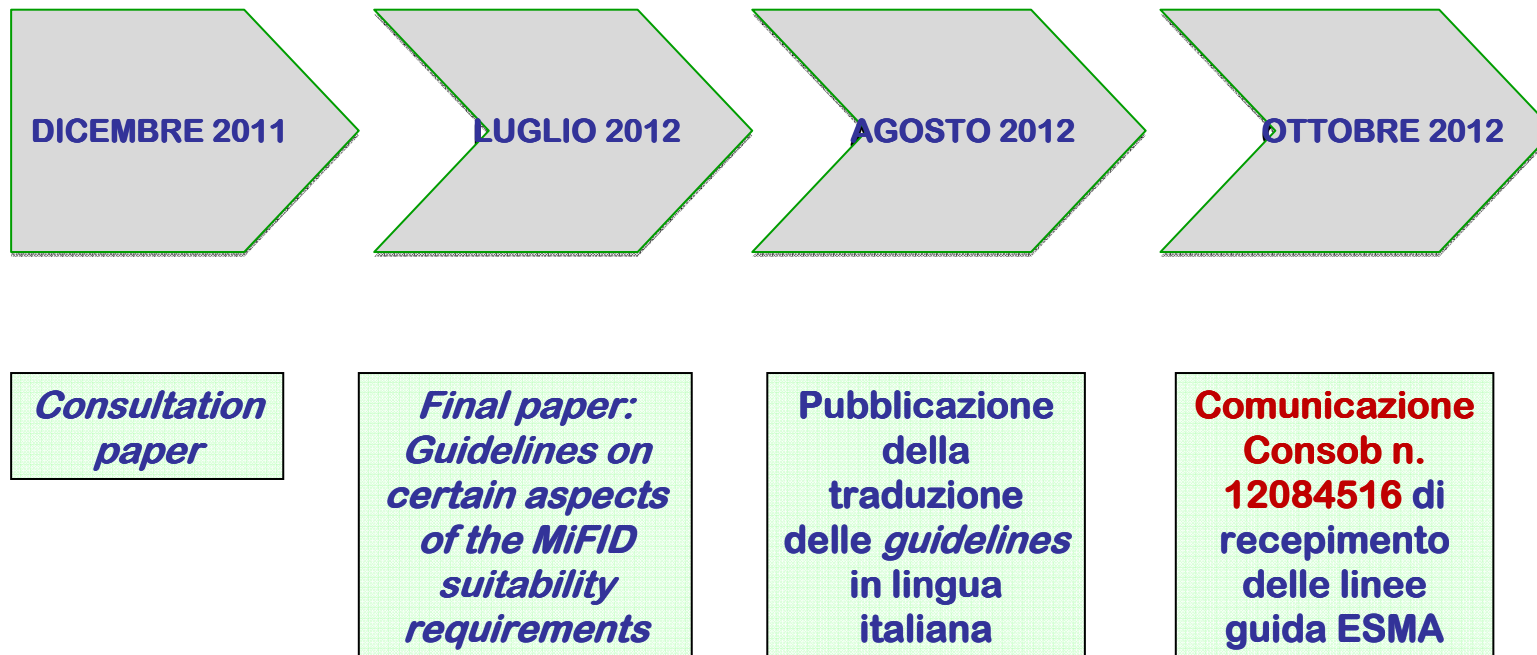 DICEMBRE 2011
LUGLIO 2012
AGOSTO 2012
OTTOBRE 2012
Consultation
paper
Final paper:
Guidelines on
certain aspects
of the MiFID
suitability
requirements
Pubblicazione
della
traduzione
delle guidelines
in lingua
italiana
Comunicazione
Consob n.
12084516 di
recepimento
delle linee
guida ESMA